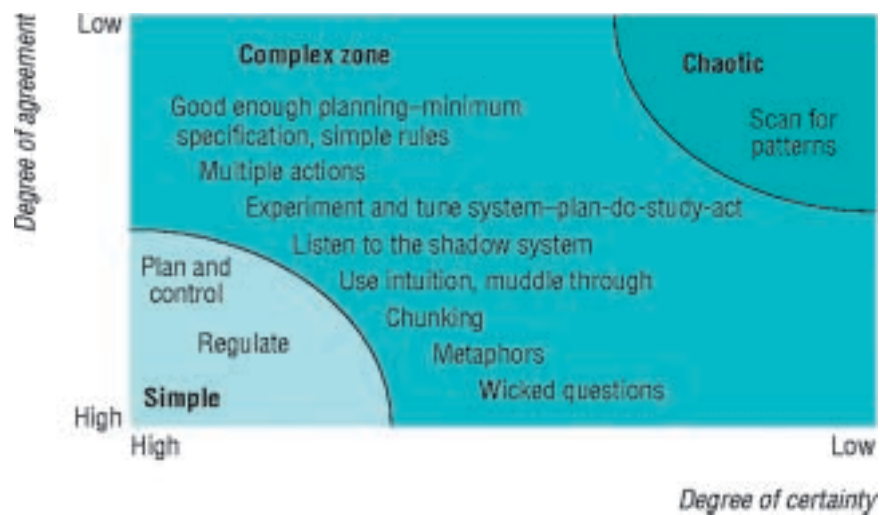 Degree of agreement
Low
Complex zone
Good enough planning–minimum
specification, simple rules
Multiple actions
Experiment and tune system–plan-do-study-act
Listen to the shadow system
Use intuition, muddle through
Chunking
Metaphors
Wicked questions
Chaotic
Scan for
patterns
Plan and
control
Regulate
Simple
High
High
Low
Degree of certainty